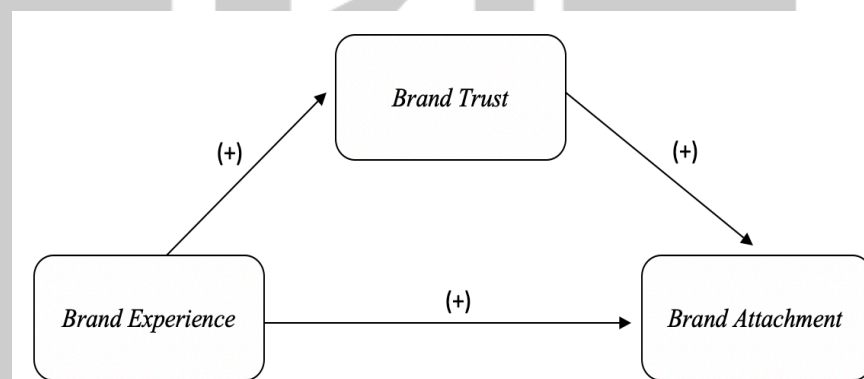 Brand Trust
(+)
(+)
Brand Experience
(+)
Brand Attachment